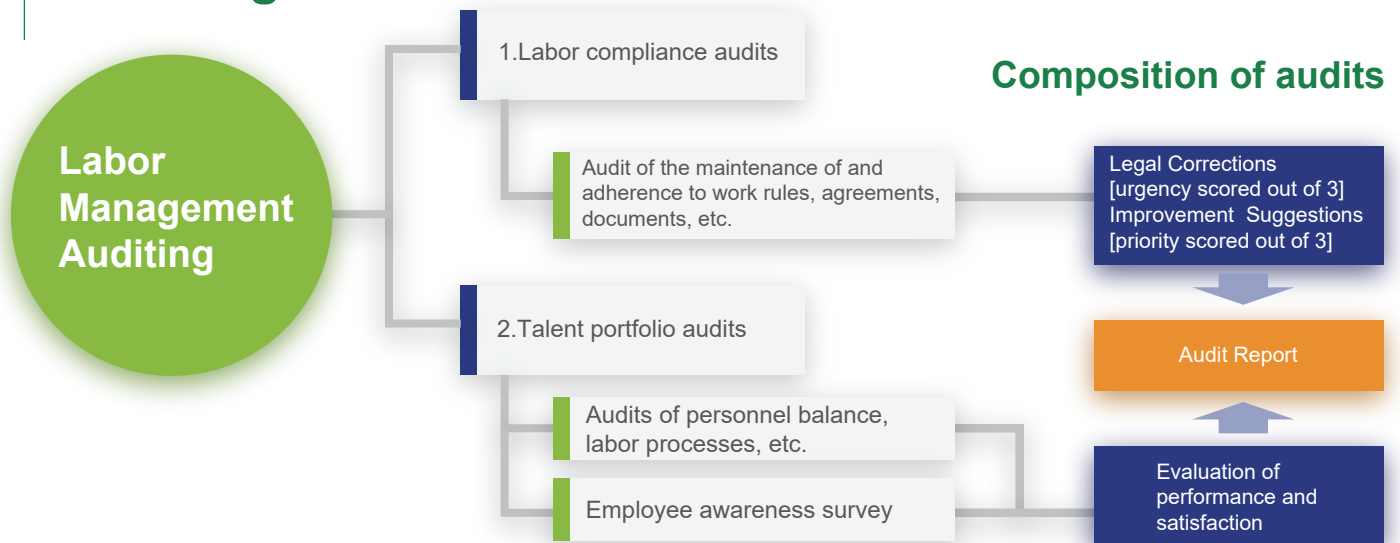 1.Labor compliance audits
Composition of audits
Labor
Management
Auditing
Audit of the maintenance of and
adherence to work rules, agreements,
documents, etc.
Legal Corrections
[urgency scored out of 3]
Improvement Suggestions
[priority scored out of 3]
2.Talent portfolio audits
Audit Report
Audits of personnel balance,
labor processes, etc.
Employee awareness survey
Evaluation of
performance and
satisfaction